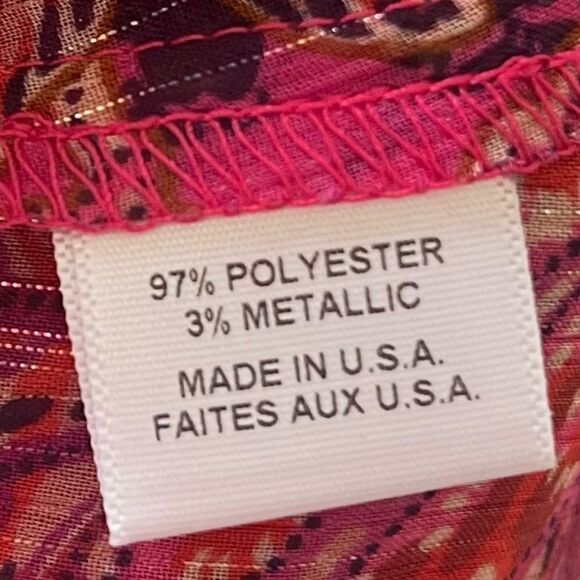 97% POLYESTER
3% METALLIC
MADE IN U.S.A.
FAITES AUX U.S.A.